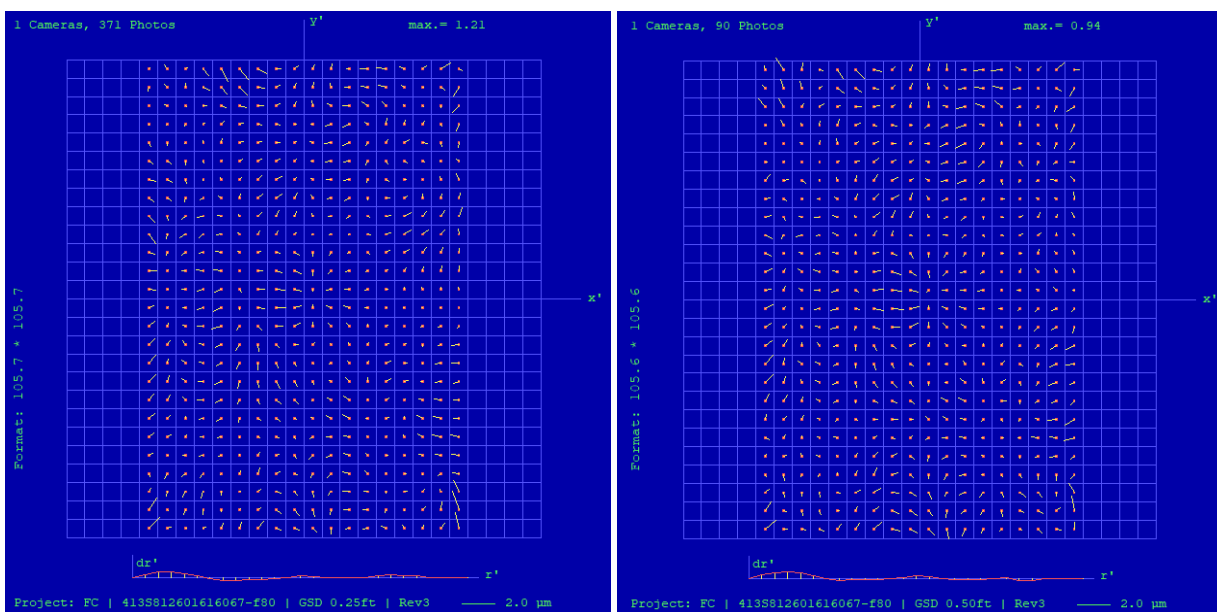 1 Cameras, 371 Photos
y'
max.= 1.21
x'
Format: 105.7 * 105.7
dr'
r'
Project: FC | 413S812601616067-f80 | GSD 0.25ft | Rev3
2.0 µm
1 Cameras, 90 Photos
y'
max.= 0.94
x'
Format: 105.6 * 105.6
dr'
r'
Project: FC | 413S812601616067-f80 | GSD 0.50ft | Rev3
2.0 µm